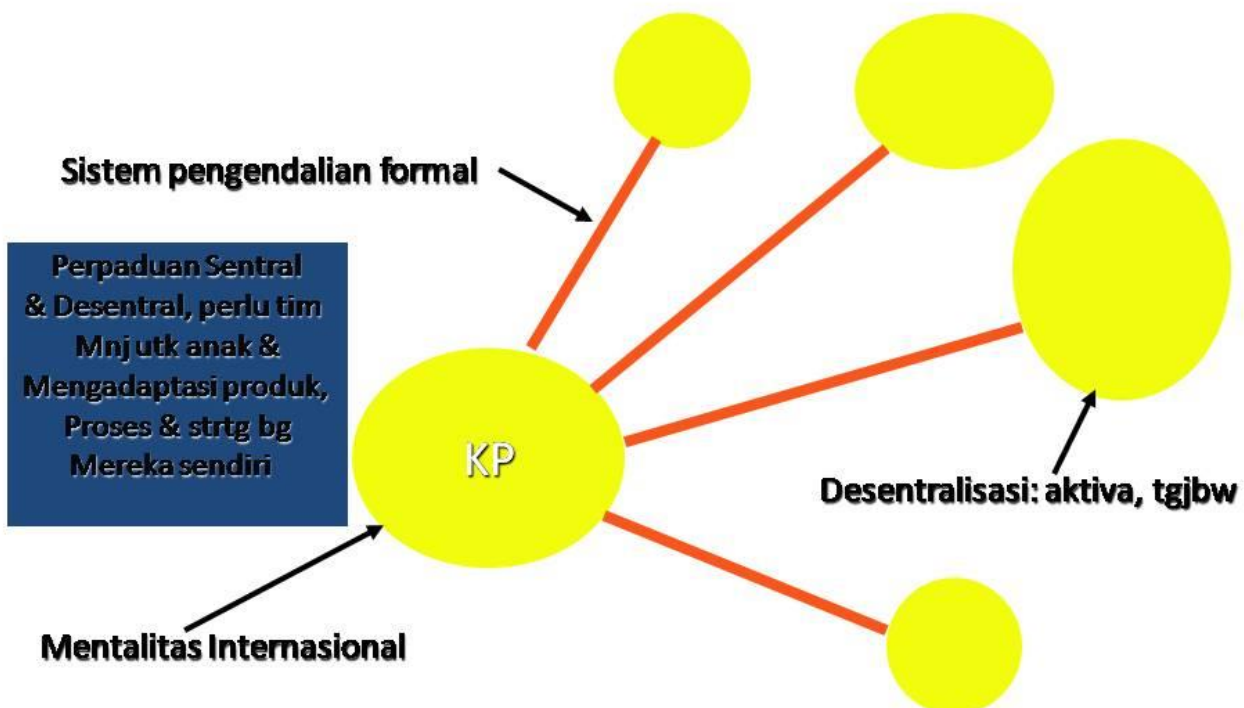 Sistem pengendalian formal
Perpaduan Sentral
& Desentral, perlu tim
Mnj utk anak &
Mengadaptasi produk,
Proses & strtg bg
Mereka sendiri
KP
Desentralisasi: aktiva, tgjbw
Mentalitas Internasional